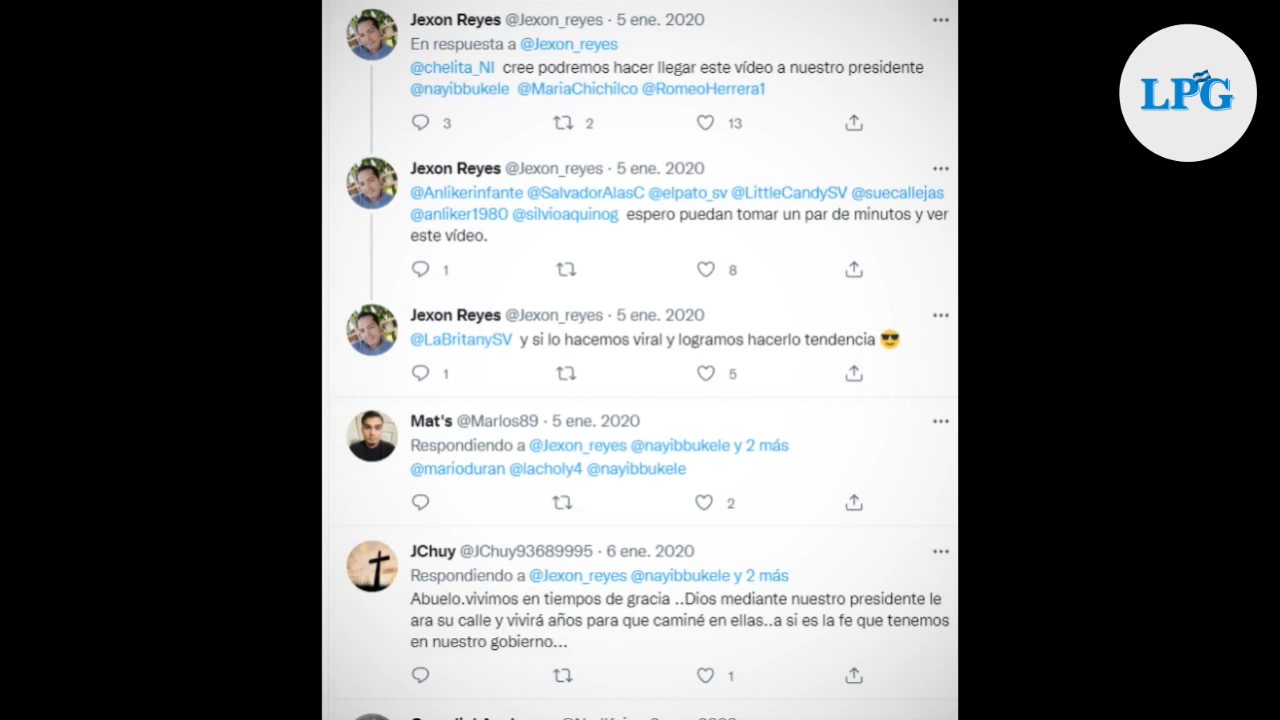 Jexon Reyes @Jexon_reyes · 5 ene. 2020
En respuesta a @Jexon_reyes
@chelita_NI cree podremos hacer llegar este vídeo a nuestro presidente
@nayibbukele @MariaChichilco @RomeoHerrera1
3 2 13
LPG
Jexon Reyes @Jexon_reyes · 5 ene. 2020
@Anlikerinfante @SalvadorAlasC @elpato_sv @LittleCandySV @suecallejas
@anliker1980 @silvioaquinog espero puedan tomar un par de minutos y ver
este vídeo.
1 8
Jexon Reyes @Jexon_reyes · 5 ene. 2020
@LaBritanySV y si lo hacemos viral y logramos hacerlo tendencia 😎
1 5
Mat's @Marlos89 · 5 ene. 2020
Respondiendo a @Jexon_reyes @nayibbukele y 2 más
@marioduran @lacholy4 @nayibbukele
2
JChuy @JChuy93689995 · 6 ene. 2020
Respondiendo a @Jexon_reyes @nayibbukele y 2 más
Abuelo.vivimos en tiempos de gracia ..Dios mediante nuestro presidente le
ara su calle y vivirá años para que caminé en ellas..a si es la fe que tenemos
en nuestro gobierno...
1